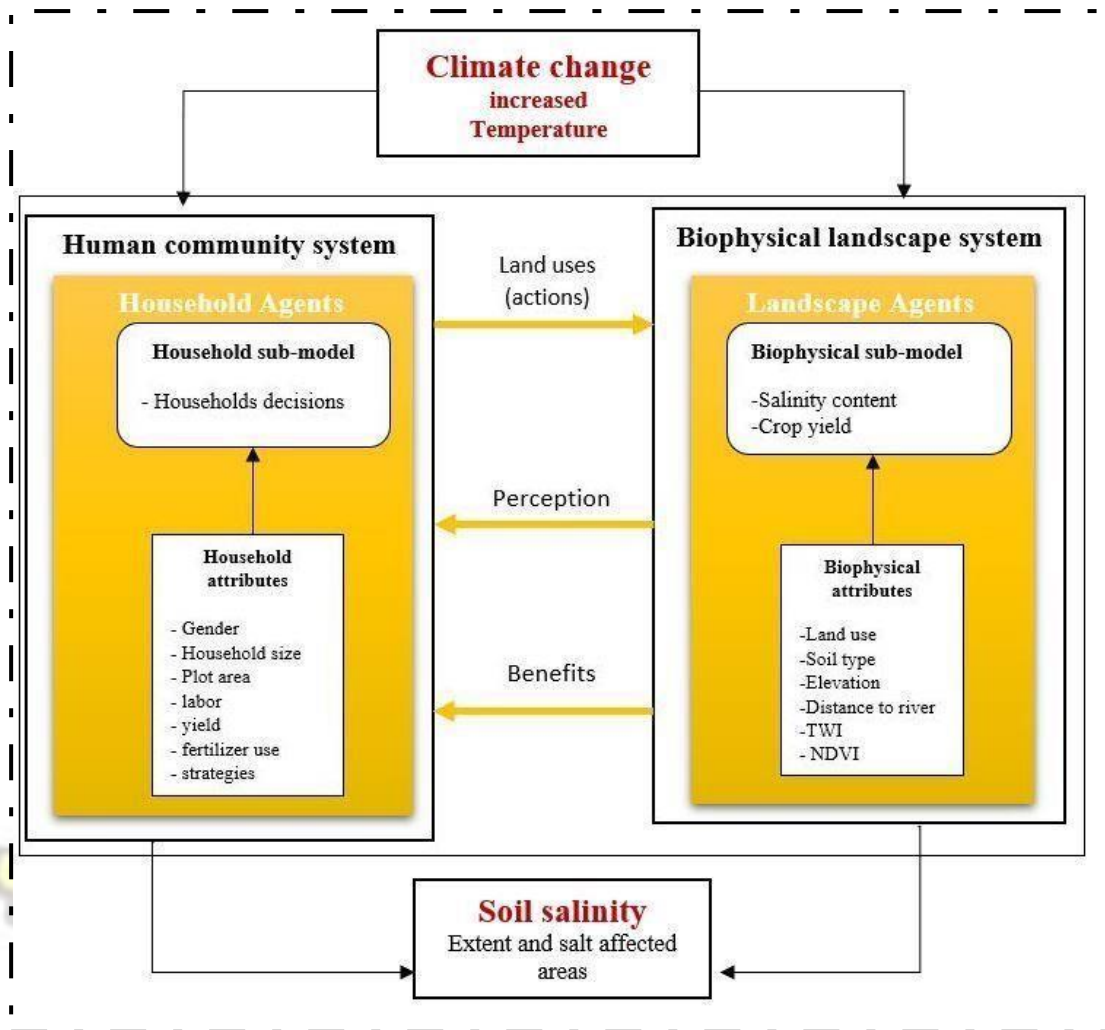 Climate change
increased
Temperature
Human community system
Household Agents
Household sub-model
- Households decisions
Household
attributes
- Gender
- Household size
- Plot area
- labor
- yield
- fertilizer use
- strategies
Land uses
(actions)
Perception
Benefits
Biophysical landscape system
Landscape Agents
Biophysical sub-model
-Salinity content
-Crop yield
Biophysical
attributes
-Land use
-Soil type
-Elevation
-Distance to river
-TWI
- NDVI
Soil salinity
Extent and salt affected
areas